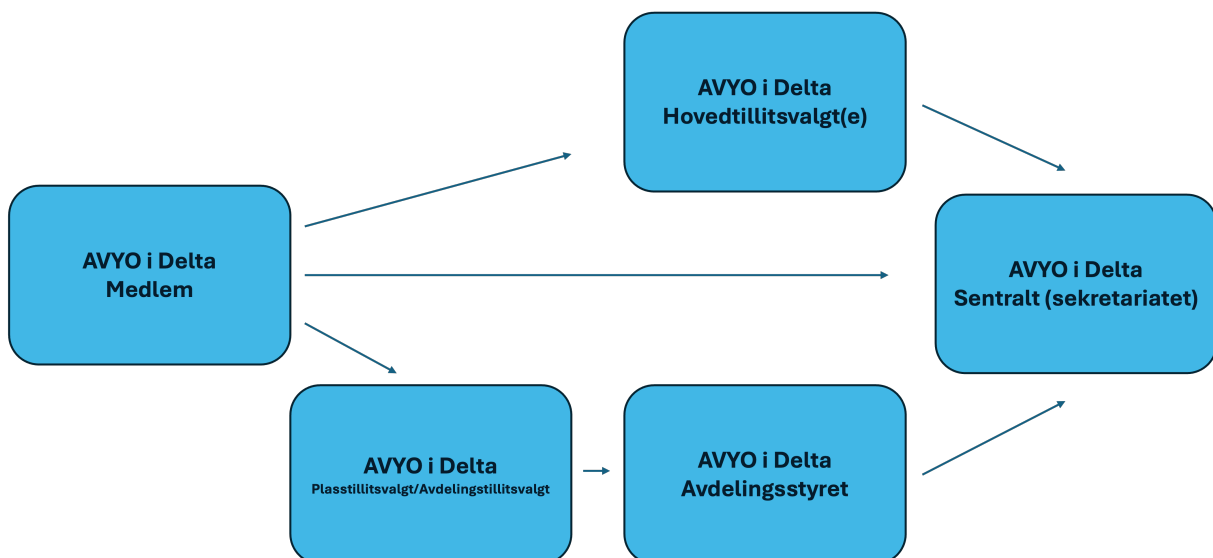 AVYO i Delta
Hovedtillitsvalgt(e)
AVYO i Delta
Medlem
AVYO i Delta
Sentralt (sekretariatet)
AVYO i Delta
Plasstillitsvalgt/Avdelingstillitsvalgt
AVYO i Delta
Avdelingsstyret